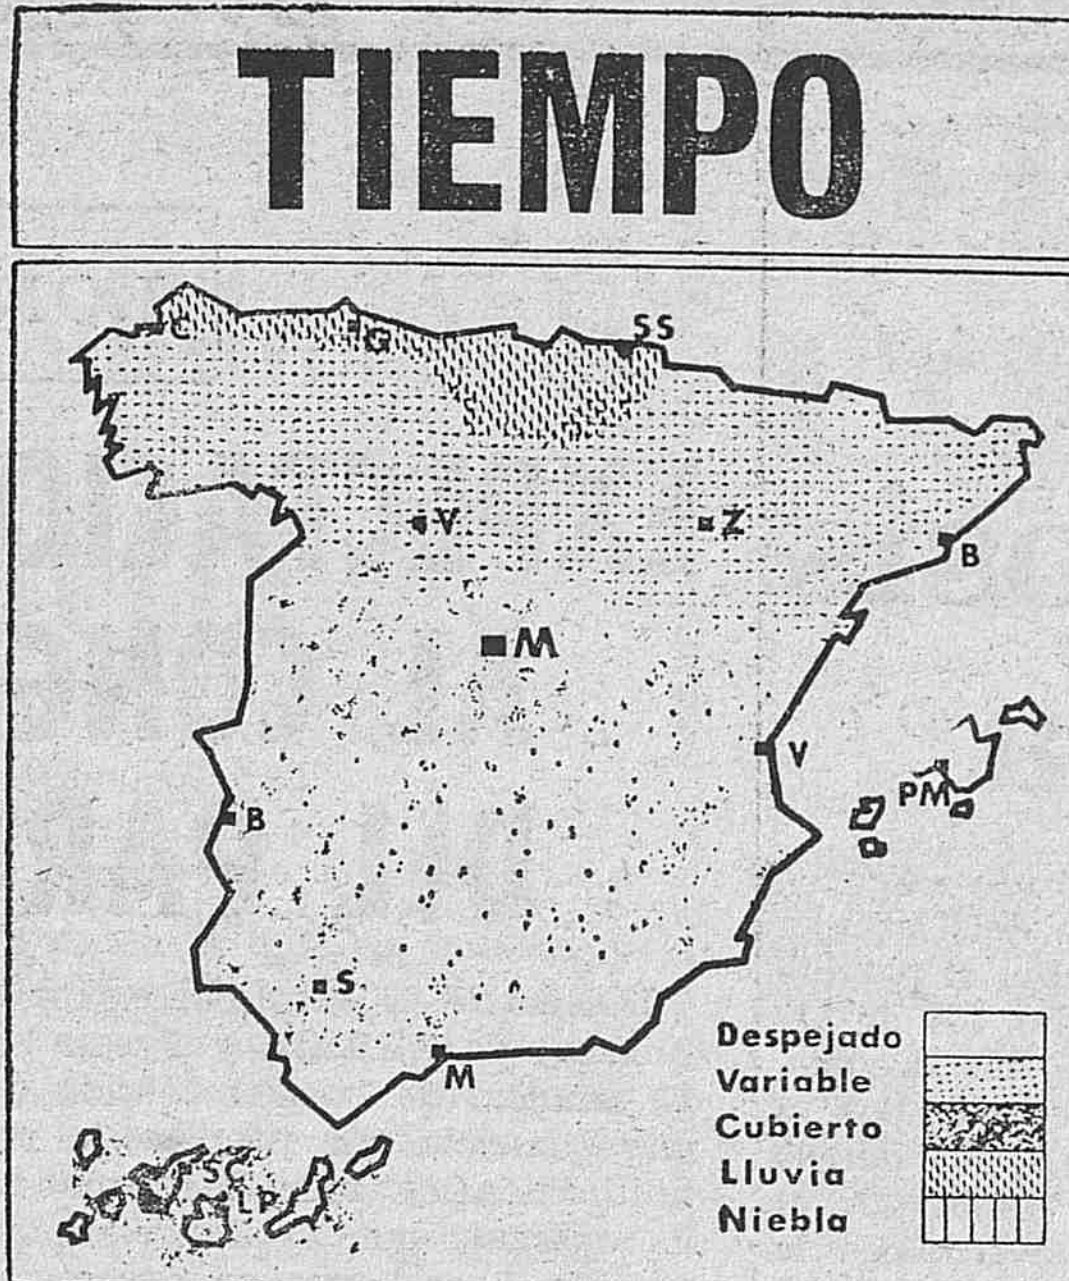 TIEMPO
C
G
SS
V
Z
B
M
V
PM
B
S
M
SC
LP
Despejado
Variable
Cubierto
Lluvia
Niebla